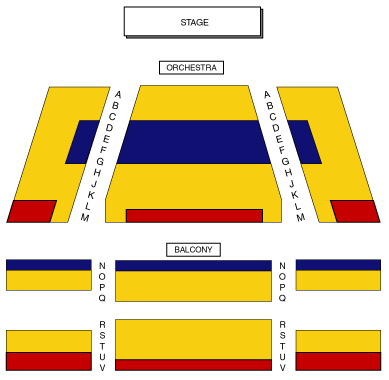 STAGE
ORCHESTRA
A A
B B
C C
D D
E E
F F
G G
H H
J J
K K
L L
M M
BALCONY
N N
O O
P P
Q Q
R R
S S
T T
U U
V V